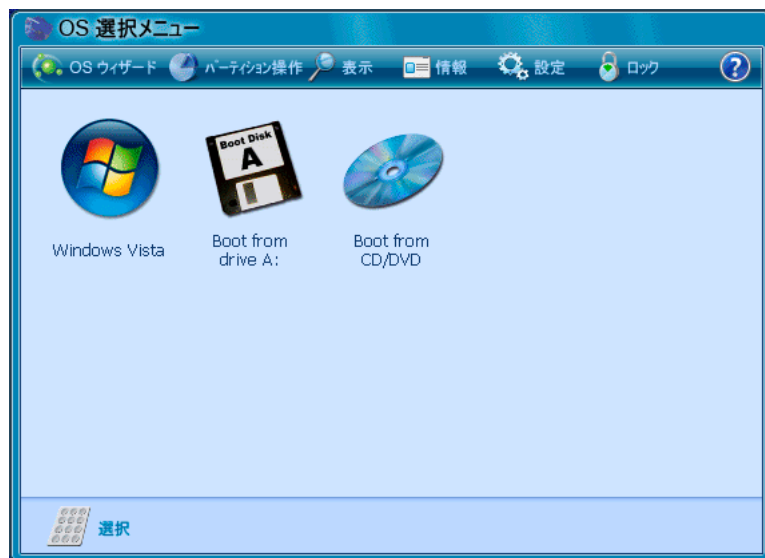 OS 選択メニュー
OS ウィザード パーティション操作 表示 情報 設定 ロック ?
Boot Disk
A
Windows Vista
Boot from
drive A:
Boot from
CD/DVD
選択